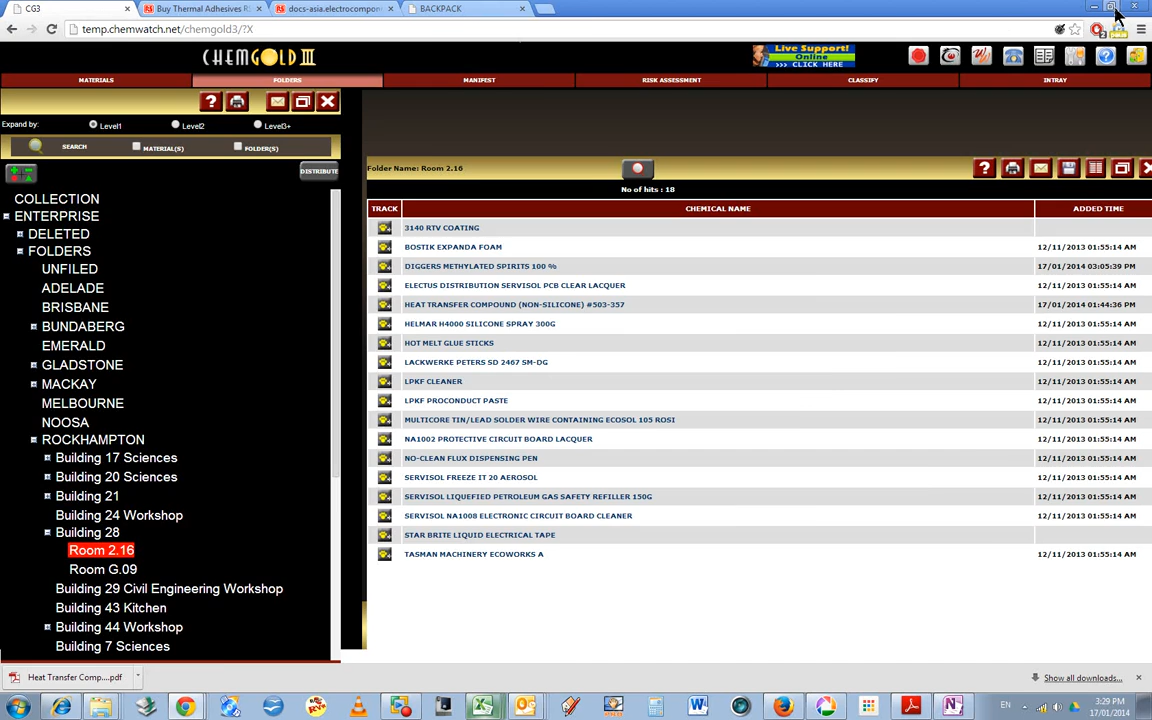 CG3
Buy Thermal Adhesives R
docs-asia.electrocompon
BACKPACK
temp.chemwatch.net/chemgold3/?X
CHEMGOLD III
Live Support!
Online
>>> CLICK HERE
MATERIALS
FOLDERS
MANIFEST
RISK ASSESSMENT
CLASSIFY
INTRAY
Expand by:
Level1
Level2
Level3+
SEARCH
MATERIAL(S)
FOLDER(S)
DISTRIBUTE
COLLECTION
ENTERPRISE
DELETED
FOLDERS
UNFILED
ADELADE
BRISBANE
BUNDABERG
EMERALD
GLADSTONE
MACKAY
MELBOURNE
NOOSA
ROCKHAMPTON
Building 17 Sciences
Building 20 Sciences
Building 21
Building 24 Workshop
Building 28
Room 2.16
Room G.09
Building 29 Civil Engineering Workshop
Building 43 Kitchen
Building 44 Workshop
Building 7 Sciences
Folder Name: Room 2.16
No of hits : 18
TRACK CHEMICAL NAME ADDED TIME
3140 RTV COATING
BOSTIK EXPANDA FOAM 12/11/2013 01:55:14 AM
DIGGERS METHYLATED SPIRITS 100 % 17/01/2014 03:05:39 PM
ELECTUS DISTRIBUTION SERVISOL PCB CLEAR LACQUER 12/11/2013 01:55:14 AM
HEAT TRANSFER COMPOUND (NON-SILICONE) #503-357 17/01/2014 01:44:36 PM
HELMAR H4000 SILICONE SPRAY 300G 12/11/2013 01:55:14 AM
HOT MELT GLUE STICKS 12/11/2013 01:55:14 AM
LACKWERKE PETERS SD 2467 SM-DG 12/11/2013 01:55:14 AM
LPKF CLEANER 12/11/2013 01:55:14 AM
LPKF PROCONDUCT PASTE 12/11/2013 01:55:14 AM
MULTICORE TIN/LEAD SOLDER WIRE CONTAINING ECOSOL 105 ROSI 12/11/2013 01:55:14 AM
NA1002 PROTECTIVE CIRCUIT BOARD LACQUER 12/11/2013 01:55:14 AM
NO-CLEAN FLUX DISPENSING PEN 12/11/2013 01:55:14 AM
SERVISOL FREEZE IT 20 AEROSOL 12/11/2013 01:55:14 AM
SERVISOL LIQUEFIED PETROLEUM GAS SAFETY REFILLER 150G 12/11/2013 01:55:14 AM
SERVISOL NA1008 ELECTRONIC CIRCUIT BOARD CLEANER 12/11/2013 01:55:14 AM
STAR BRITE LIQUID ELECTRICAL TAPE
TASMAN MACHINERY ECOWORKS A 12/11/2013 01:55:14 AM
Heat Transfer Comp....pdf
Show all downloads...
EN
3:29 PM
17/01/2014